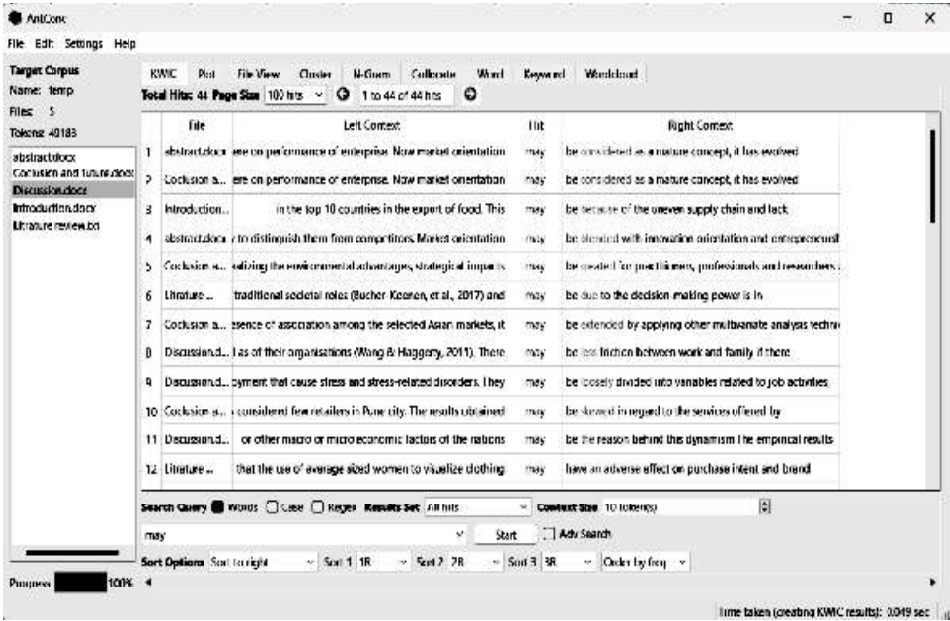 AntConc
File Edit Settings Help
Target Corpus
Name: temp
Files: 5
Tokens: 49183
abstract.docx
Coclusion and future.docx
Discussion.docx
Introduction.docx
Litrature review.txt
Progress 100%
KWIC Plot File View Cluster N-Gram Collocate Word Keyword Wordcloud
Total Hits: 44 Page Size 100 hits 1 to 44 of 44 hits
File Left Context Hit Right Context
1 abstract.docx ere on performance of enterprise. Now market orientation may be considered as a mature concept, it has evolved
2 Coclusion a... ere on performance of enterprise. Now market orientation may be considered as a mature concept, it has evolved
3 Introduction... in the top 10 countries in the export of food. This may be because of the uneven supply chain and lack
4 abstract.docx y to distinguish them from competitors. Market orientation may be blended with innovation orientation and entrepreneurial
5 Coclusion a... ealizing the environmental advantages, strategical impacts may be created for practitioners, professionals and researchers
6 Litrature ... traditional societal roles (Bucher-Koenen, et al., 2017) and may be due to the decision-making power is in
7 Coclusion a... esence of association among the selected Asian markets, it may be extended by applying other multivariate analysis techni
8 Discussion.d... l as of their organisations (Wang & Haggerty, 2011). There may be less friction between work and family if there
9 Discussion.d... oyment that cause stress and stress-related disorders. They may be loosely divided into variables related to job activities,
10 Coclusion a... considered few retailers in Pune city. The results obtained may be skewed in regard to the services offered by
11 Discussion.d... or other macro or microeconomic factors of the nations may be the reason behind this dynamism The empirical results
12 Litrature ... that the use of average sized women to visualize clothing may have an adverse effect on purchase intent and brand
Search Query Words Case Regex Results Set All hits Context Size 10 token(s)
may Start Adv Search
Sort Options Sort to right Sort 1 1R Sort 2 2R Sort 3 3R Order by freq
Time taken (creating KWIC results): 0.049 sec